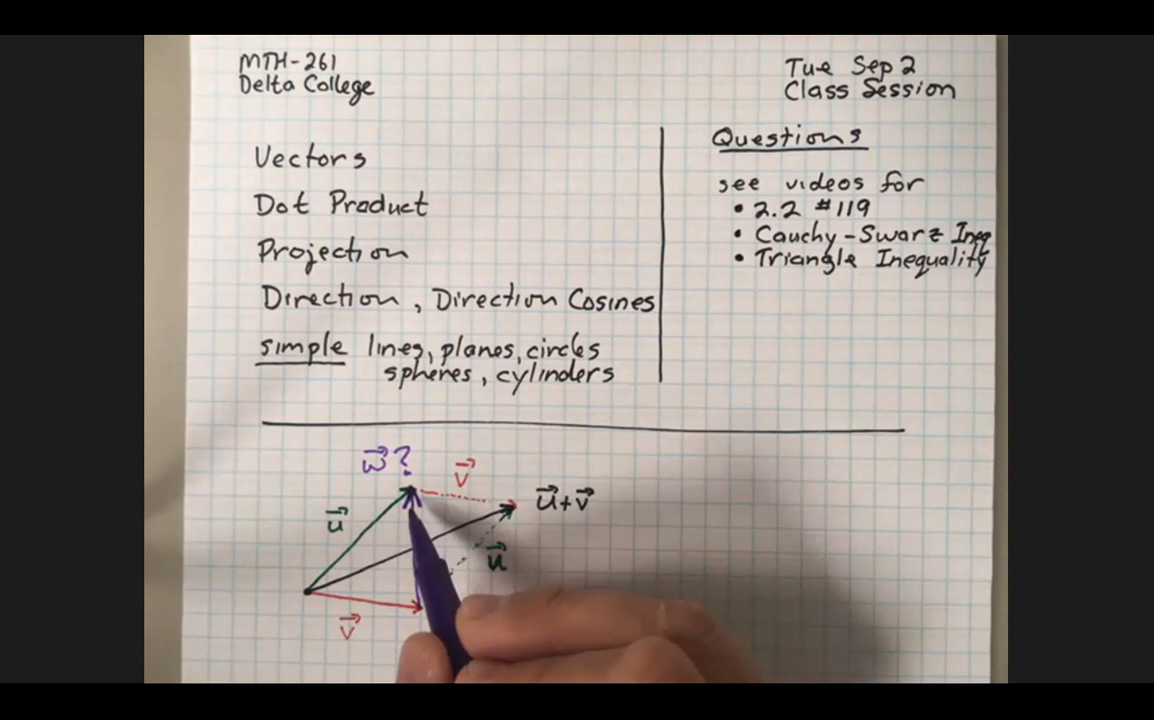 MTH-261
Delta College
Tue Sep 2
Class Session
Vectors
Dot Product
Projection
Direction, Direction Cosines
simple lines, planes, circles
spheres, cylinders
Questions
see videos for
• 2.2 #119
• Cauchy-Swarz Ineq
• Triangle Inequality
w⃗?
v⃗
u⃗
u⃗+v⃗
u⃗
v⃗